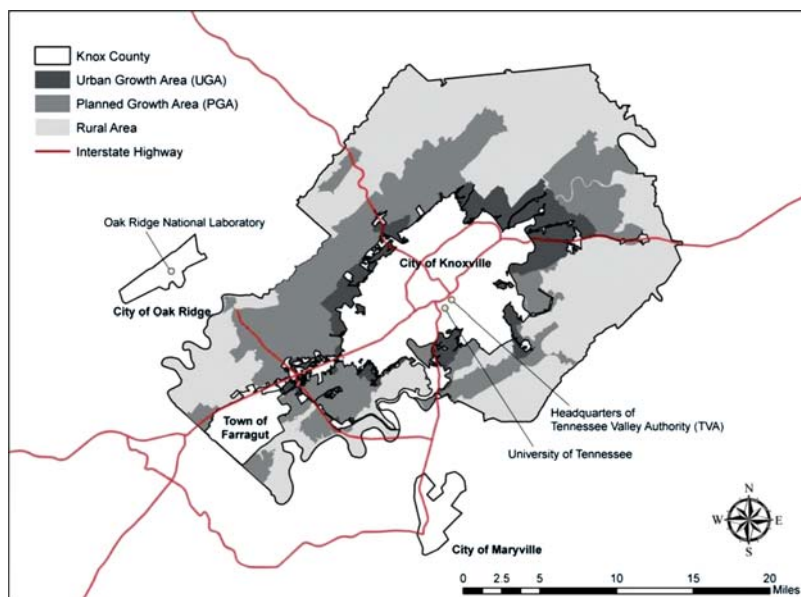 Knox County
Urban Growth Area (UGA)
Planned Growth Area (PGA)
Rural Area
Interstate Highway
Oak Ridge National Laboratory
City of Oak Ridge
City of Knoxville
Town of
Farragut
Headquarters of
Tennessee Valley Authority (TVA)
University of Tennessee
City of Maryville
N
W E
S
0 2.5 5 10 15 20
Miles